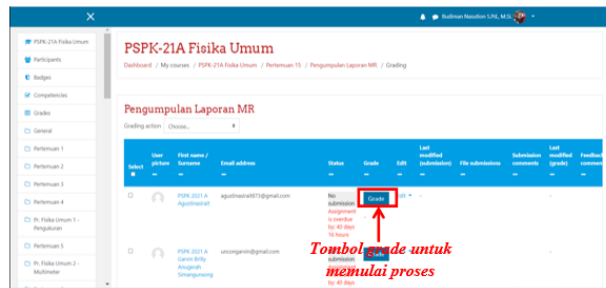 Budiman Nasution S.Pd., M.Si.
PSPK-21A Fisika Umum
Participants
Badges
Competencies
Grades
General
Pertemuan 1
Pertemuan 2
Pertemuan 3
Pertemuan 4
Pr. Fisika Umum 1 -
Pengukuran
Pertemuan 5
Pr. Fisika Umum 2 -
Multimeter
PSPK-21A Fisika Umum
Dashboard / My courses / PSPK-21A Fisika Umum / Pertemuan 15 / Pengumpulan Laporan MR / Grading
Pengumpulan Laporan MR
Grading action Choose...
Select
User picture
First name / Surname
Email address
Status
Grade
Edit
Last modified (submission)
File submissions
Submission comments
Last modified (grade)
Feedback
PSPK 2021 A
agustinasirait873@gmail.com
No submission
Assignment is overdue by: 40 days 16 hours
Grade
Edit
PSPK 2021 A
Garvin Brilly
Anugerah
Simangunsong
unsongarvin@gmail.com
submission
by: 40 days
Tombol grade untuk
memulai proses